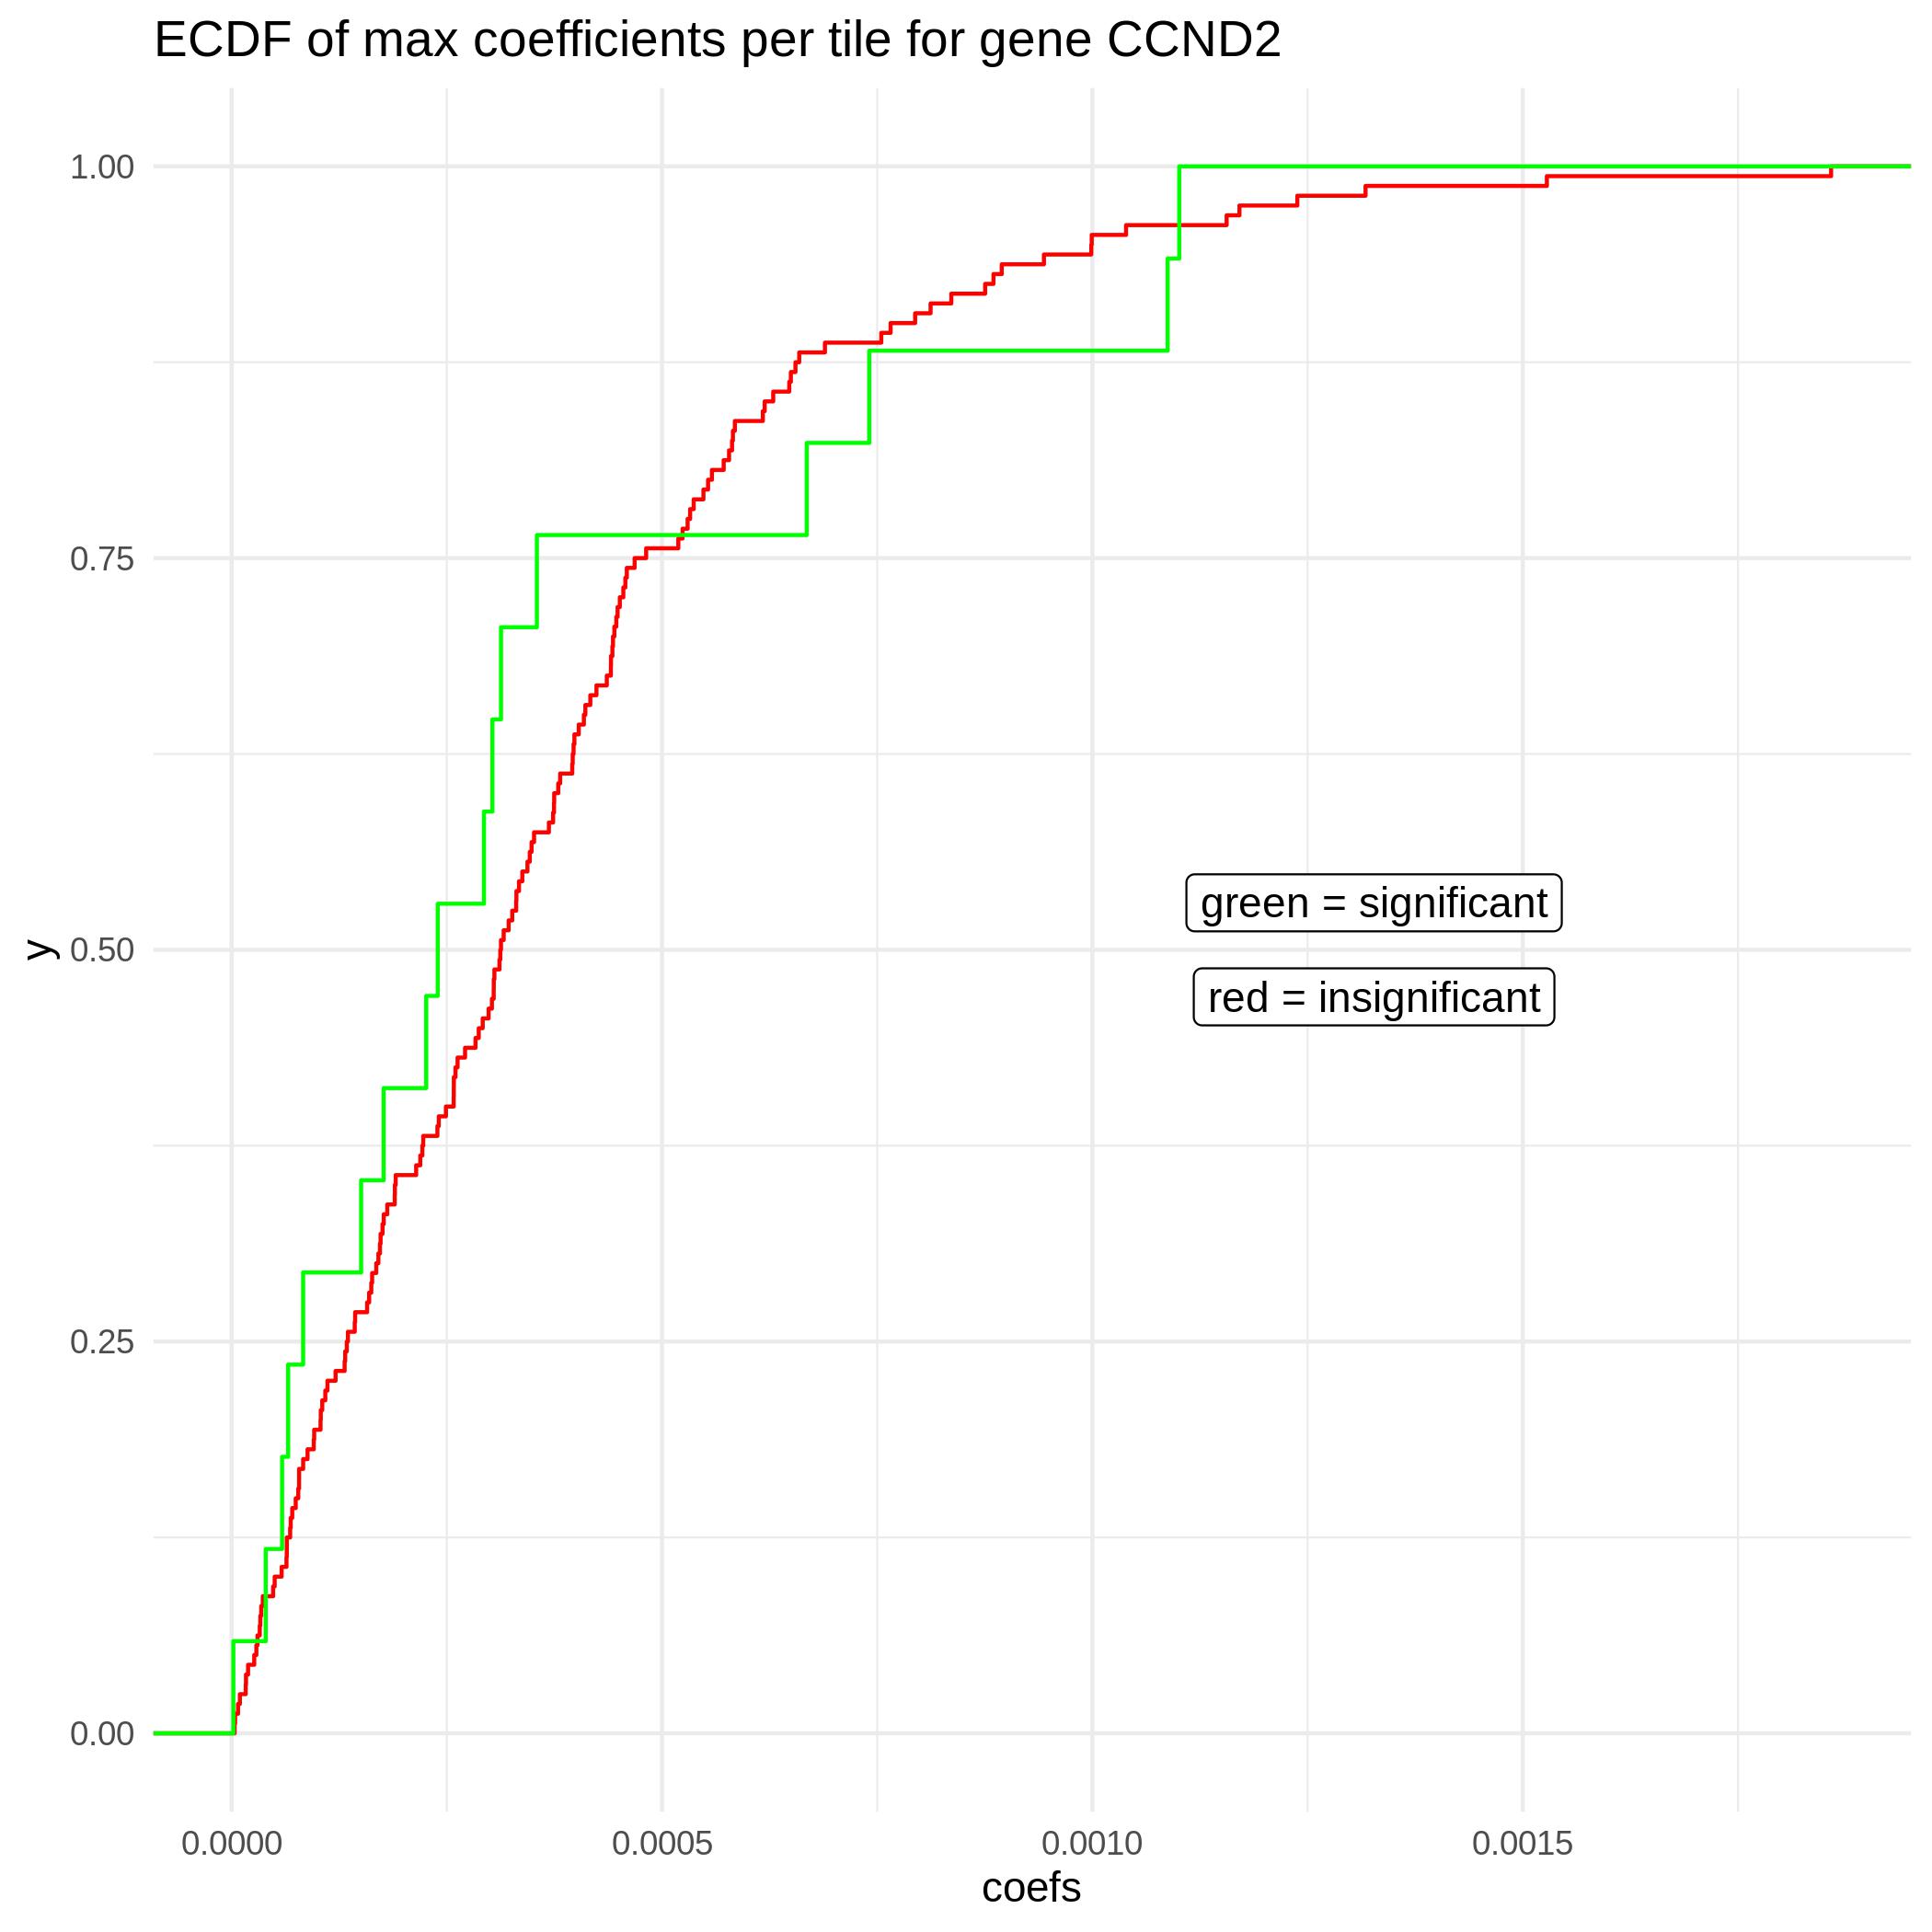 ECDF of max coefficients per tile for gene CCND2
1.00
0.75
0.50
0.25
0.00
y
green = significant
red = insignificant
0.0000 0.0005 0.0010 0.0015
coefs